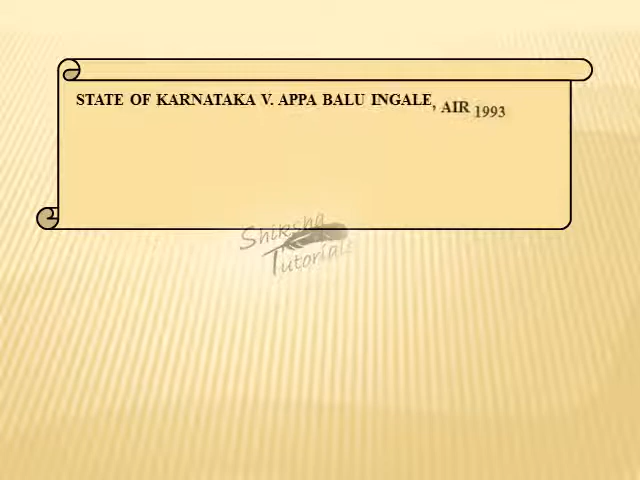 STATE OF KARNATAKA V. APPA BALU INGALE, AIR 1993
Shiksha
Tutorials